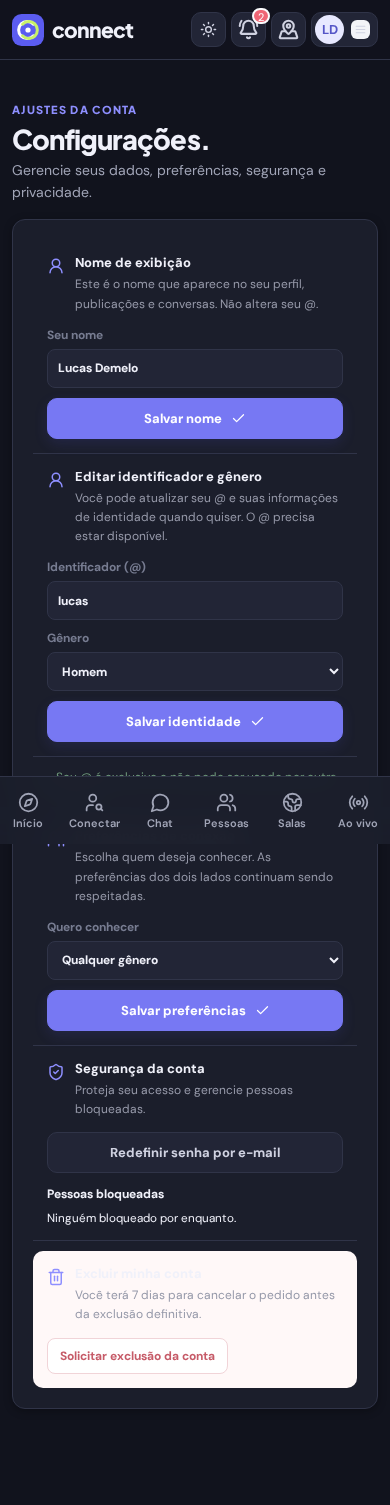 connect
2
LD
AJUSTES DA CONTA
Configurações.
Gerencie seus dados, preferências, segurança e
privacidade.
Nome de exibição
Este é o nome que aparece no seu perfil,
publicações e conversas. Não altera seu @.
Seu nome
Lucas Demelo
Salvar nome
Editar identificador e gênero
Você pode atualizar seu @ e suas informações
de identidade quando quiser. O @ precisa
estar disponível.
Identificador (@)
lucas
Gênero
Homem
Salvar identidade
Início
Conectar
Chat
Pessoas
Salas
Ao vivo
Escolha quem deseja conhecer. As
preferências dos dois lados continuam sendo
respeitadas.
Quero conhecer
Qualquer gênero
Salvar preferências
Segurança da conta
Proteja seu acesso e gerencie pessoas
bloqueadas.
Redefinir senha por e-mail
Pessoas bloqueadas
Ninguém bloqueado por enquanto.
Excluir minha conta
Você terá 7 dias para cancelar o pedido antes
da exclusão definitiva.
Solicitar exclusão da conta